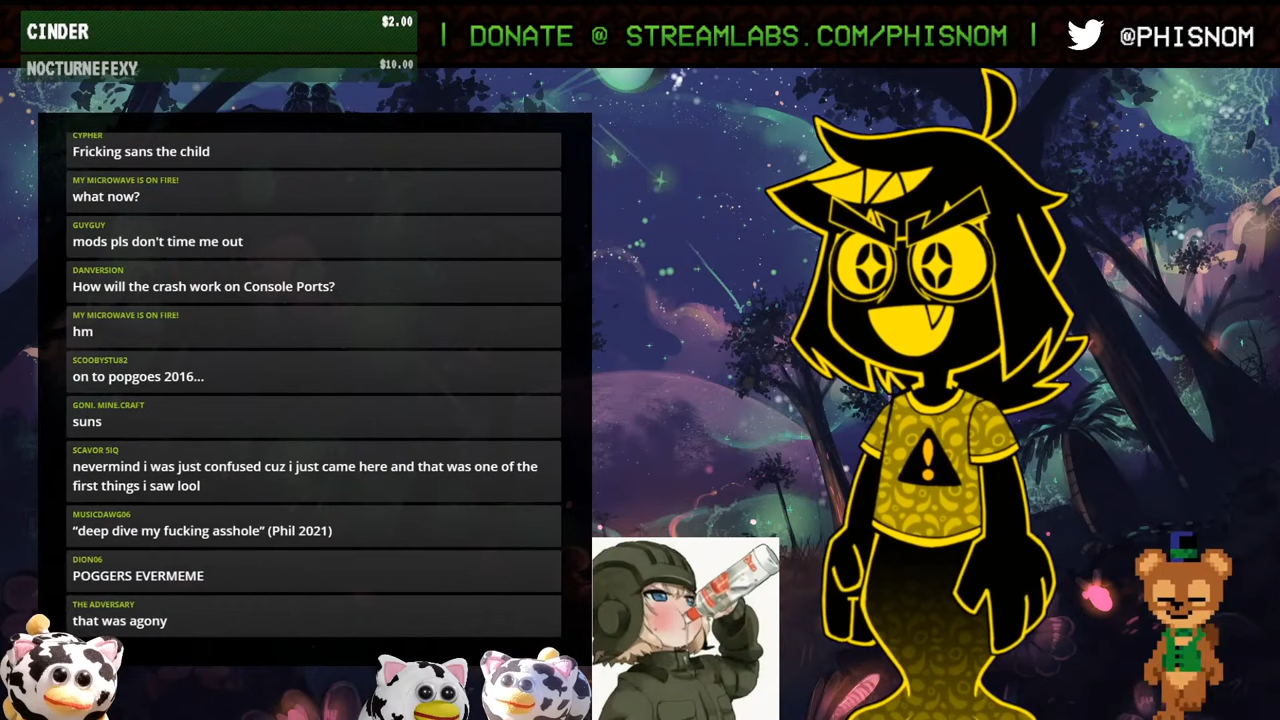 CINDER $2.00
NOCTURNEFEXY $10.00
| DONATE @ STREAMLABS.COM/PHISNOM | @PHISNOM
CYPHER
Fricking sans the child
MY MICROWAVE IS ON FIRE!
what now?
GUYGUY
mods pls don't time me out
DANVERSION
How will the crash work on Console Ports?
MY MICROWAVE IS ON FIRE!
hm
SCOOBYSTU82
on to popgoes 2016...
GONI. MINE.CRAFT
suns
SCAVOR 5IQ
nevermind i was just confused cuz i just came here and that was one of the
first things i saw lool
MUSICDAWG06
“deep dive my fucking asshole” (Phil 2021)
DION06
POGGERS EVERMEME
THE ADVERSARY
that was agony
!